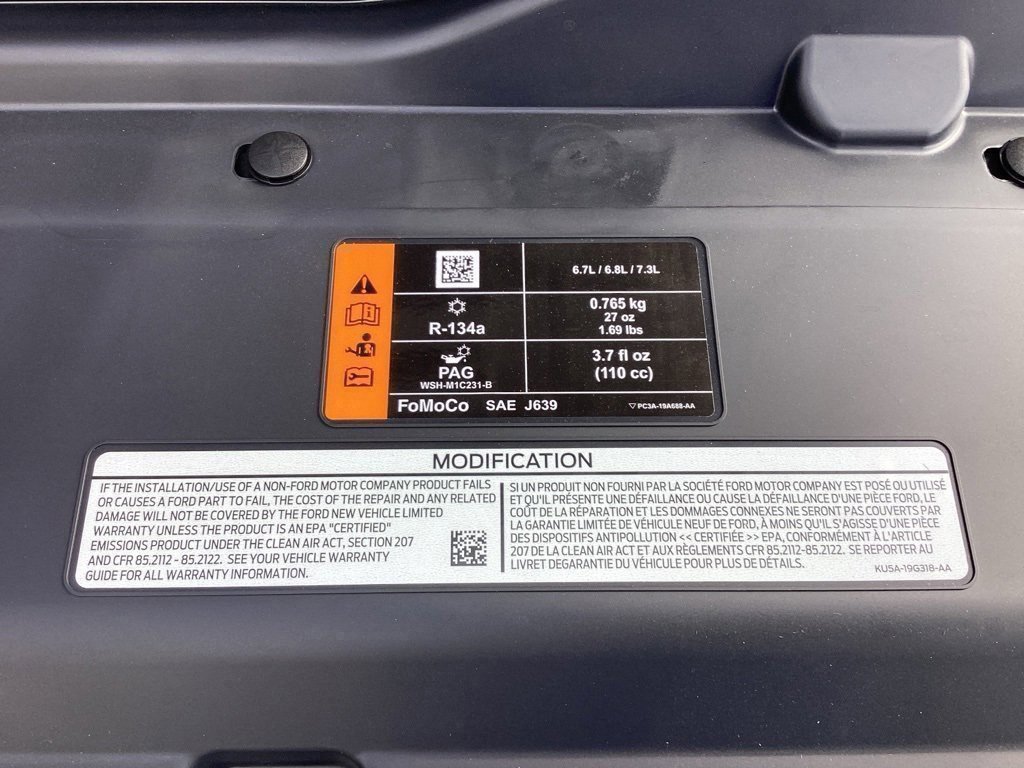 6.7L / 6.8L / 7.3L
R-134a
0.765 kg
27 oz
1.69 lbs
PAG
WSH-M1C231-B
3.7 fl oz
(110 cc)
FoMoCo SAE J639
PC3A-19A688-AA
MODIFICATION
IF THE INSTALLATION/USE OF A NON-FORD MOTOR COMPANY PRODUCT FAILS
OR CAUSES A FORD PART TO FAIL, THE COST OF THE REPAIR AND ANY RELATED
DAMAGE WILL NOT BE COVERED BY THE FORD NEW VEHICLE LIMITED
WARRANTY UNLESS THE PRODUCT IS AN EPA "CERTIFIED"
EMISSIONS PRODUCT UNDER THE CLEAN AIR ACT, SECTION 207
AND CFR 85.2112 - 85.2122. SEE YOUR VEHICLE WARRANTY
GUIDE FOR ALL WARRANTY INFORMATION.
SI UN PRODUIT NON FOURNI PAR LA SOCIÉTÉ FORD MOTOR COMPANY EST POSÉ OU UTILISÉ
ET QU'IL PRÉSENTE UNE DÉFAILLANCE OU CAUSE LA DÉFAILLANCE D'UNE PIÈCE FORD, LE
COÛT DE LA RÉPARATION ET LES DOMMAGES CONNEXES NE SERONT PAS COUVERTS PAR
LA GARANTIE LIMITÉE DE VÉHICULE NEUF DE FORD, À MOINS QU'IL S'AGISSE D'UNE PIÈCE
DES DISPOSITIFS ANTIPOLLUTION << CERTIFIÉE >> EPA, CONFORMÉMENT À L'ARTICLE
207 DE LA CLEAN AIR ACT ET AUX RÈGLEMENTS CFR 85.2112-85.2122. SE REPORTER AU
LIVRET DEGARANTIE DU VÉHICULE POUR PLUS DE DÉTAILS.
KU5A-19G318-AA